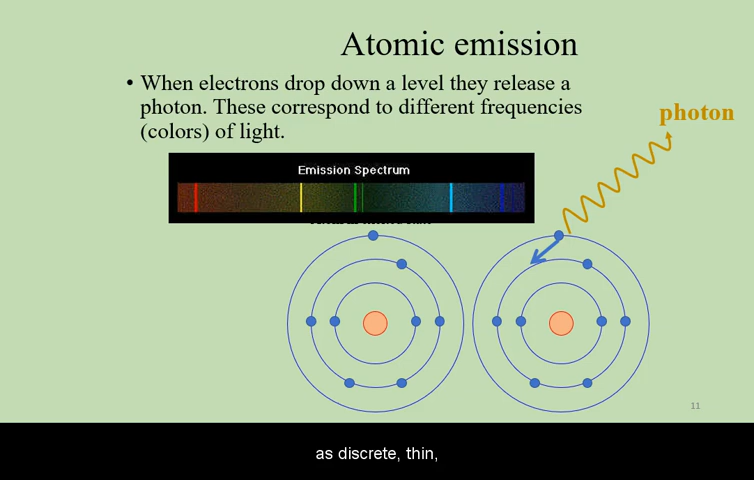 Atomic emission
• When electrons drop down a level they release a
photon. These correspond to different frequencies
(colors) of light.
photon
Emission Spectrum
11
as discrete, thin,